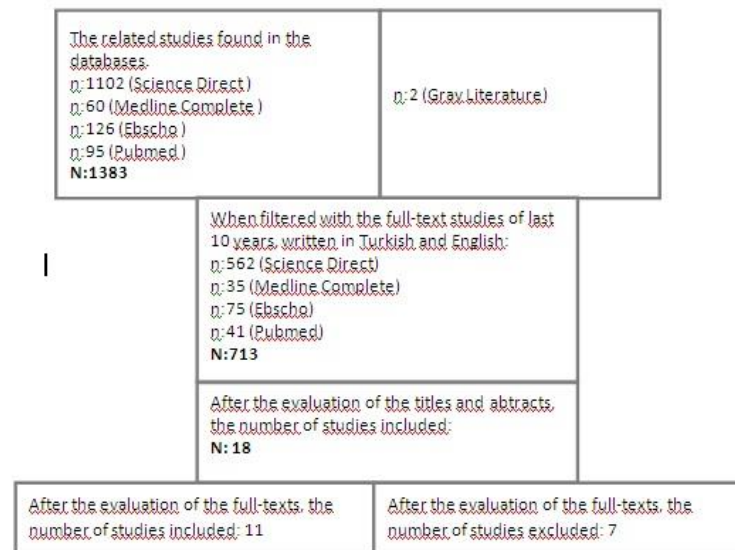 The related studies found in the
databases.
n:1102 (Science Direct)
n:60 (Medline Complete )
n:126 (Ebscho )
n:95 (Pubmed )
N:1383
n:2 (Gray Literature)
When filtered with the full-text studies of last
10 years, written in Turkish and English:
n:562 (Science Direct)
n:35 (Medline Complete)
n:75 (Ebscho)
n:41 (Pubmed)
N:713
After the evaluation of the titles and abtracts,
the number of studies included:
N: 18
After the evaluation of the full-texts, the
number of studies included: 11
After the evaluation of the full-texts, the
number of studies excluded: 7